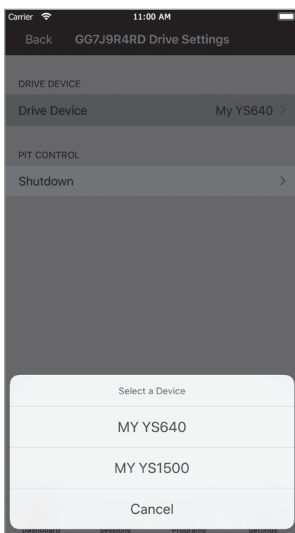 Carrier 11:00 AM
Back GG7J9R4RD Drive Settings
DRIVE DEVICE
Drive Device My YS640
PIT CONTROL
Shutdown
Select a Device
MY YS640
MY YS1500
Cancel
Dashboard Sessions Programs Settings